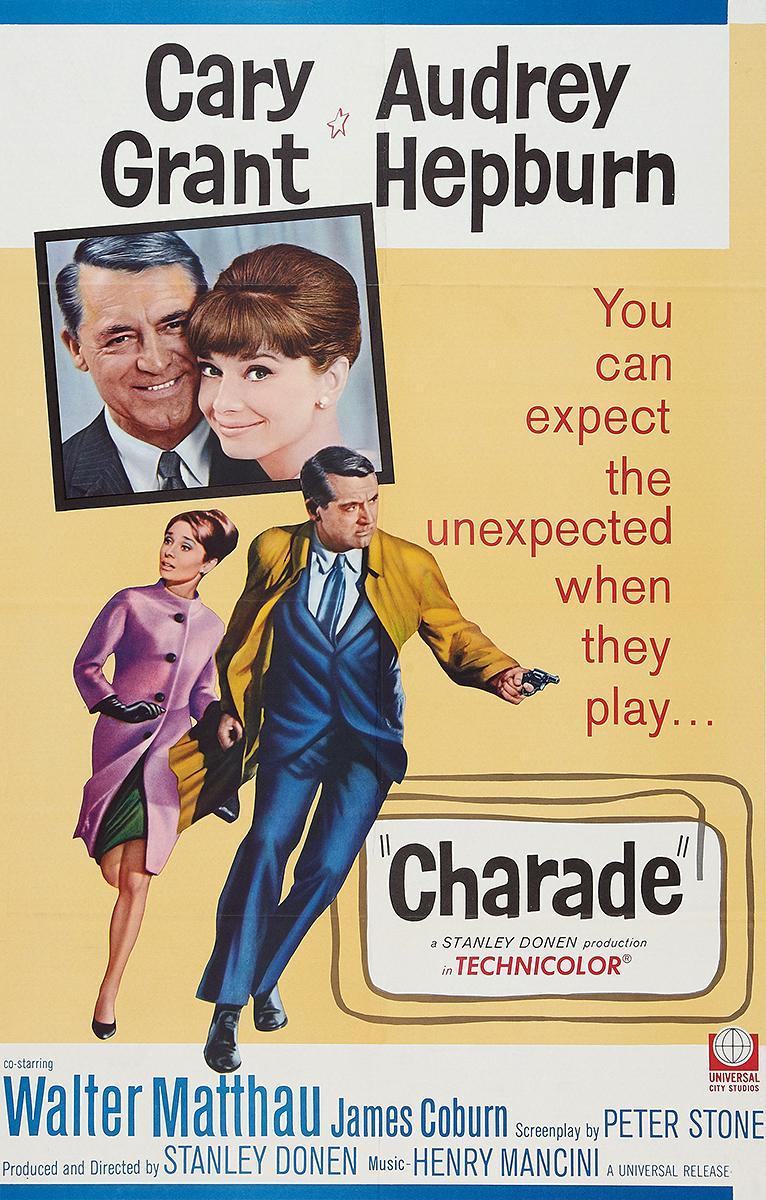 Cary Audrey
Grant Hepburn
You
can
expect
the
unexpected
when
they
play...
"Charade"
a STANLEY DONEN production
in TECHNICOLOR®
UNIVERSAL
CITY STUDIOS
co-starring
Walter Matthau James Coburn Screenplay by PETER STONE
Produced and Directed by STANLEY DONEN Music-HENRY MANCINI A UNIVERSAL RELEASE